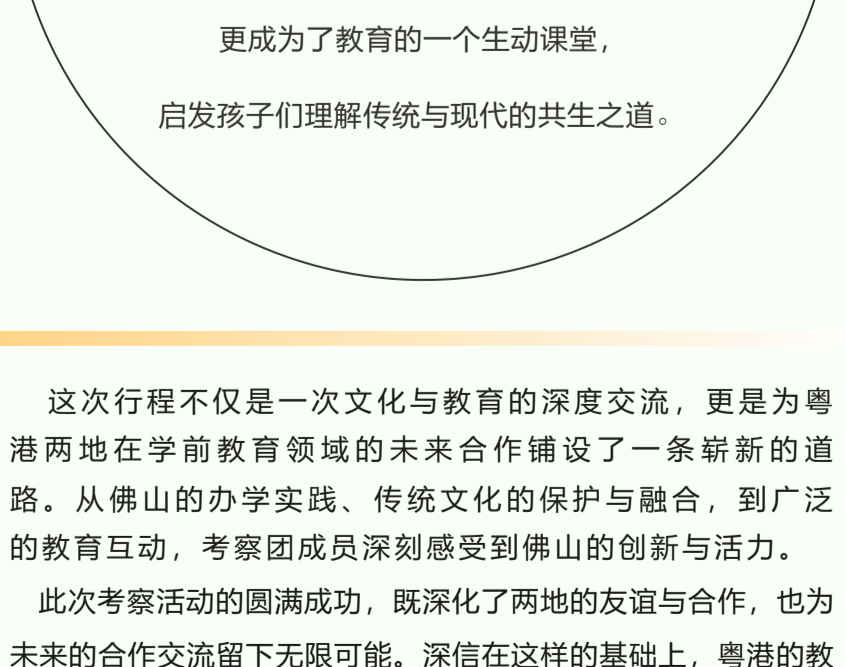 更成为了教育的一个生动课堂，
启发孩子们理解传统与现代的共生之道。
这次行程不仅是一次文化与教育的深度交流，更是为粤
港两地在学前教育领域的未来合作铺设了一条崭新的道
路。从佛山的办学实践、传统文化的保护与融合，到广泛
的教育互动，考察团成员深刻感受到佛山的创新与活力。
此次考察活动的圆满成功，既深化了两地的友谊与合作，也为
未来的合作交流留下无限可能。深信在这样的基础上，粤港的教